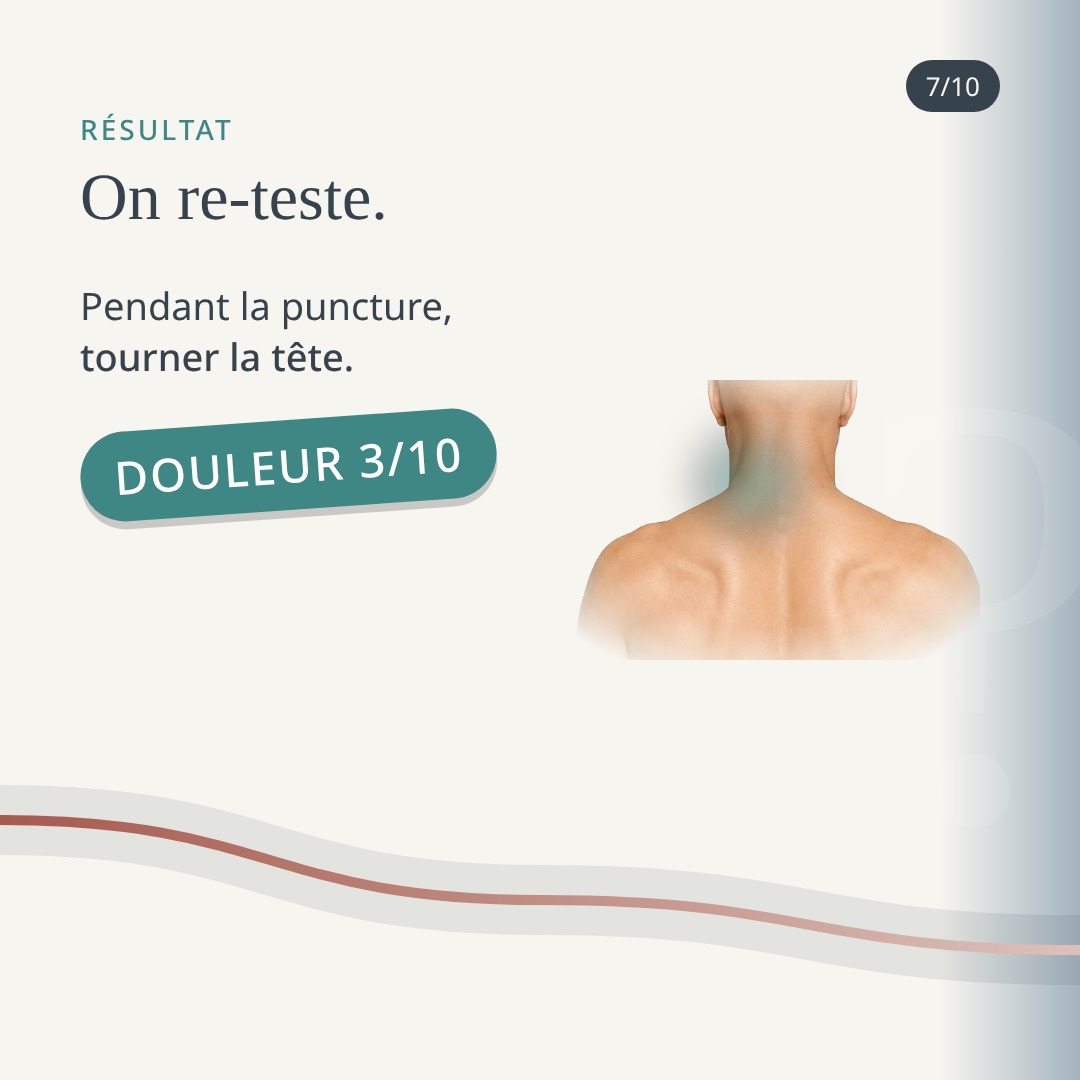 7/10
RÉSULTAT
On re-teste.
Pendant la puncture,
tourner la tête.
DOULEUR 3/10
?